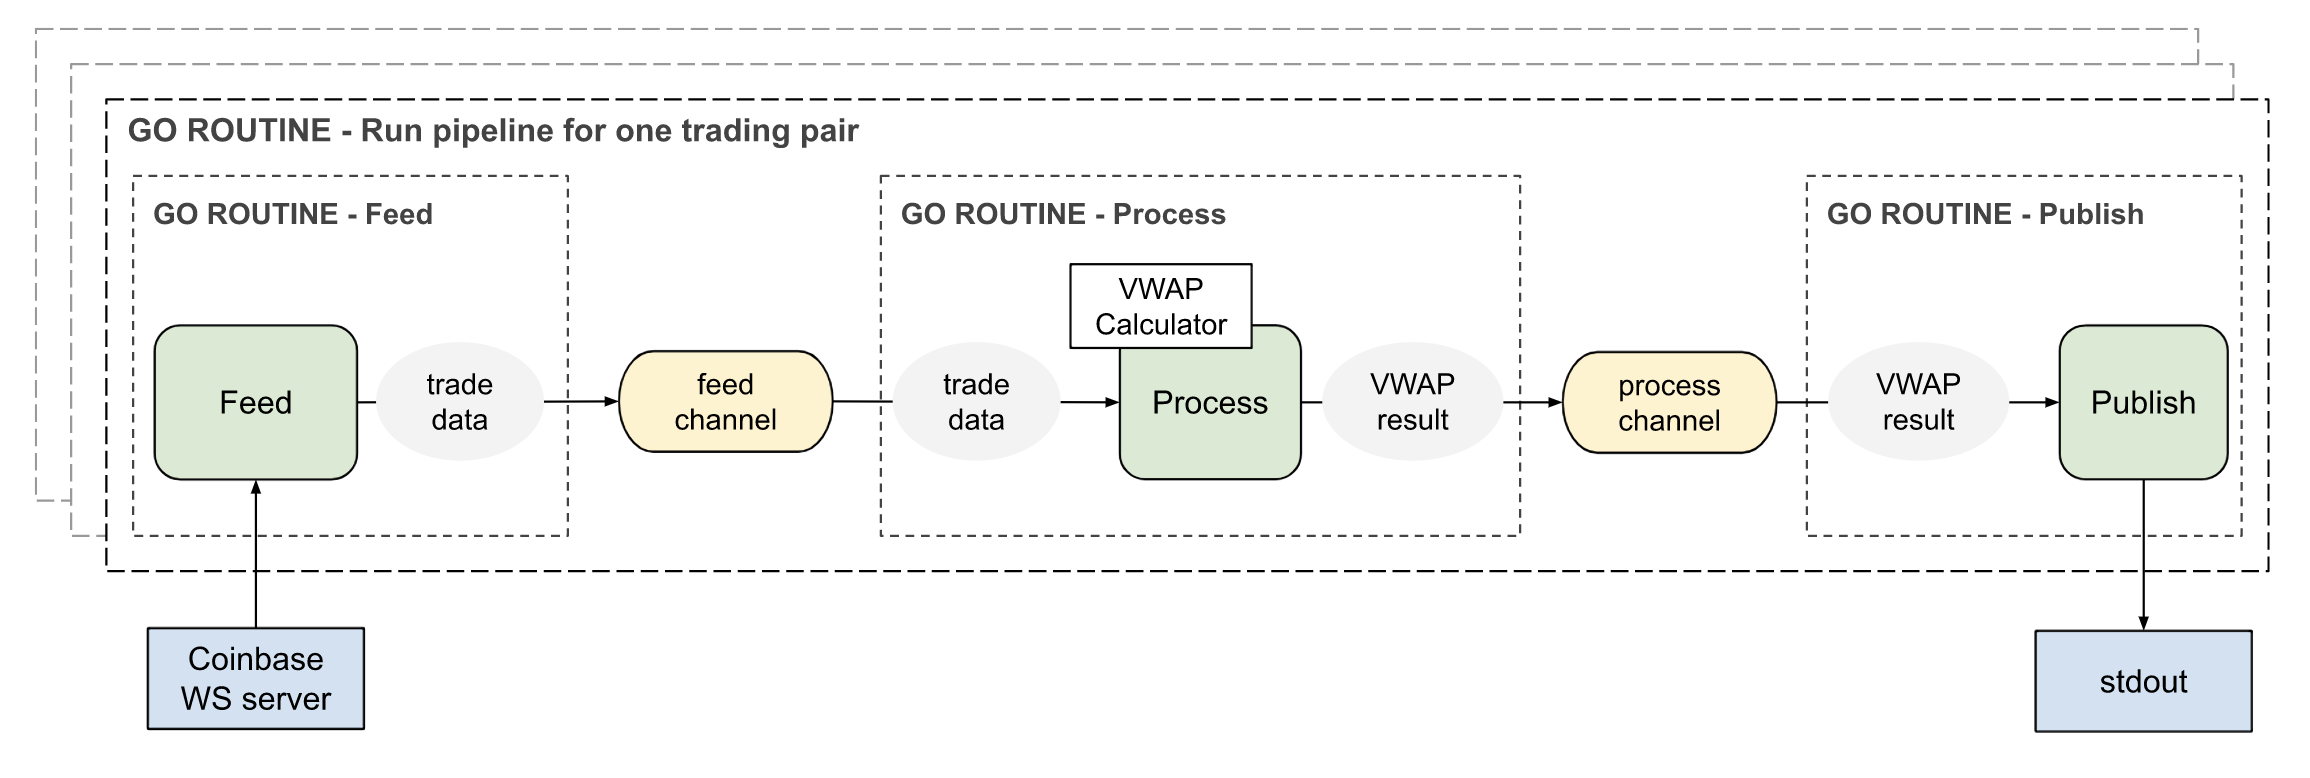 GO ROUTINE - Run pipeline for one trading pair
GO ROUTINE - Feed
GO ROUTINE - Process
GO ROUTINE - Publish
VWAP
Calculator
Feed
trade
data
feed
channel
trade
data
Process
VWAP
result
process
channel
VWAP
result
Publish
Coinbase
WS server
stdout